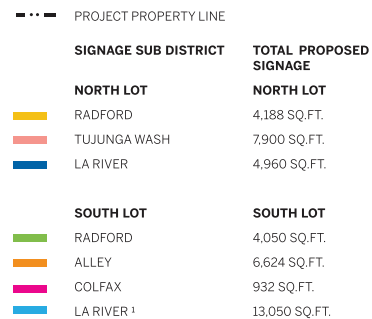 PROJECT PROPERTY LINE
SIGNAGE SUB DISTRICT TOTAL PROPOSED
SIGNAGE
NORTH LOT NORTH LOT
RADFORD 4,188 SQ.FT.
TUJUNGA WASH 7,900 SQ.FT.
LA RIVER 4,960 SQ.FT.
SOUTH LOT SOUTH LOT
RADFORD 4,050 SQ.FT.
ALLEY 6,624 SQ.FT.
COLFAX 932 SQ.FT.
LA RIVER ¹ 13,050 SQ.FT.